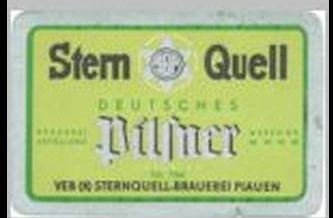 Stern Quell
DEUTSCHES
Pilsner
VEB (K) STERNQUELL-BRAUEREI PLAUEN